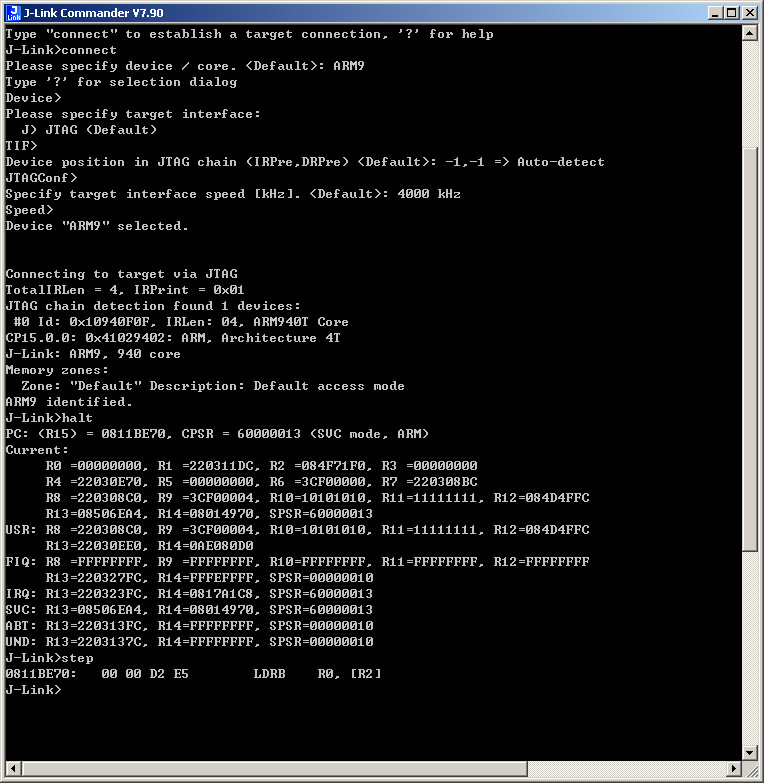 J-Link Commander V7.90
Type "connect" to establish a target connection, '?' for help
J-Link>connect
Please specify device / core. <Default>: ARM9
Type '?' for selection dialog
Device>
Please specify target interface:
  J) JTAG (Default)
TIF>
Device position in JTAG chain (IRPre,DRPre) <Default>: -1,-1 => Auto-detect
JTAGConf>
Specify target interface speed [kHz]. <Default>: 4000 kHz
Speed>
Device "ARM9" selected.
Connecting to target via JTAG
TotalIRLen = 4, IRPrint = 0x01
JTAG chain detection found 1 devices:
 #0 Id: 0x10940F0F, IRLen: 04, ARM940T Core
CP15.0.0: 0x41029402: ARM, Architecture 4T
J-Link: ARM9, 940 core
Memory zones:
  Zone: "Default" Description: Default access mode
ARM9 identified.
J-Link>halt
PC: (R15) = 0811BE70, CPSR = 60000013 (SVC mode, ARM)
Current:
     R0 =00000000, R1 =220311DC, R2 =084F71F0, R3 =00000000
     R4 =22030E70, R5 =00000000, R6 =3CF00000, R7 =220308BC
     R8 =220308C0, R9 =3CF00004, R10=10101010, R11=11111111, R12=084D4FFC
     R13=08506EA4, R14=08014970, SPSR=60000013
USR: R8 =220308C0, R9 =3CF00004, R10=10101010, R11=11111111, R12=084D4FFC
     R13=22030EE0, R14=0AE080D0
FIQ: R8 =FFFFFFFF, R9 =FFFFFFFF, R10=FFFFFFFF, R11=FFFFFFFF, R12=FFFFFFFF
     R13=220327FC, R14=FFFEFFFF, SPSR=00000010
IRQ: R13=220323FC, R14=0817A1C8, SPSR=60000013
SVC: R13=08506EA4, R14=08014970, SPSR=60000013
ABT: R13=220313FC, R14=FFFFFFFF, SPSR=00000010
UND: R13=2203137C, R14=FFFFFFFF, SPSR=00000010
J-Link>step
0811BE70:   00 00 D2 E5        LDRB    R0, [R2]
J-Link>